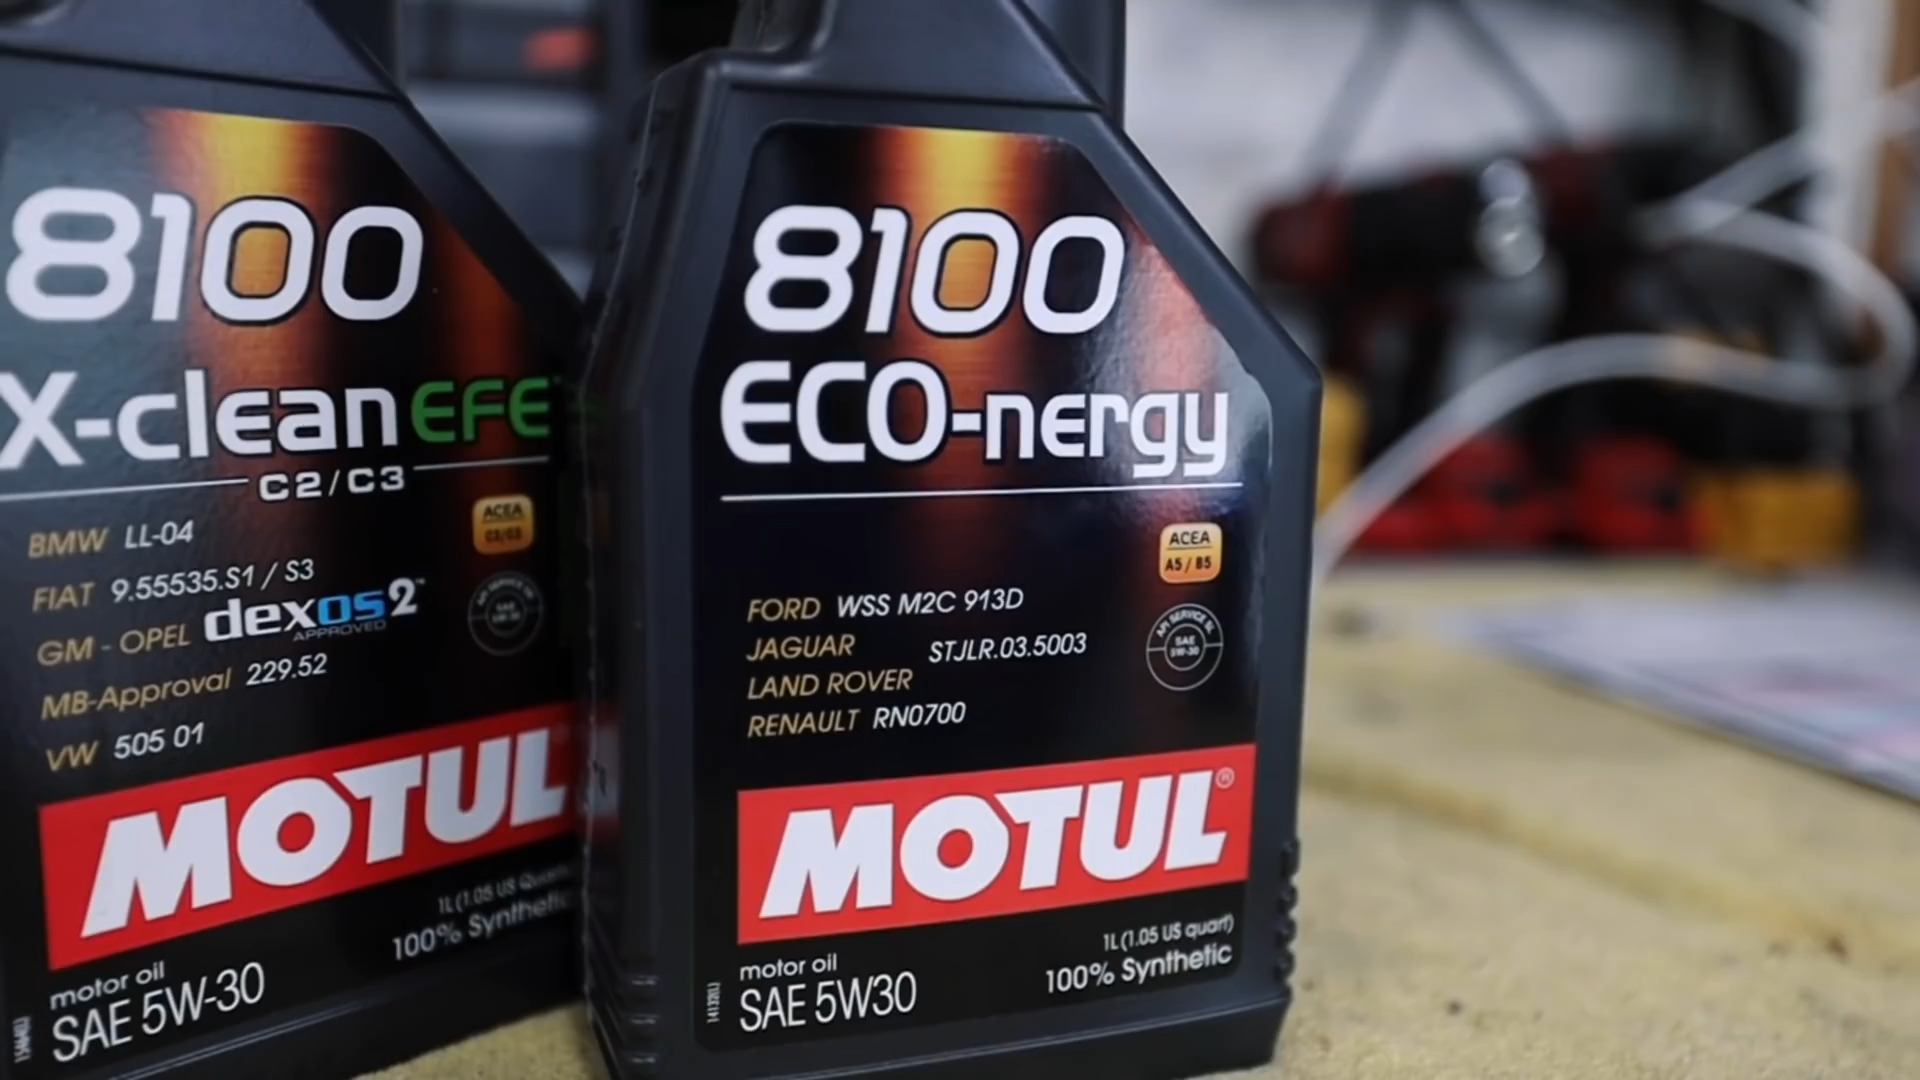 8100
X-clean EFE
C2/C3
ACEA
C2/C3
BMW LL-04
FIAT 9.55535.S1 / S3
GM - OPEL dexos2™
APPROVED
MB-Approval 229.52
VW 505 01
MOTUL
1L (1.05 US Quart)
100% Synthetic
motor oil
SAE 5W-30
8100
ECO-nergy
ACEA
A5 / B5
FORD WSS M2C 913D
JAGUAR STJLR.03.5003
LAND ROVER
RENAULT RN0700
API SERVICE SL
SAE
5W-30
MOTUL®
1L (1.05 US quart)
100% Synthetic
motor oil
SAE 5W30